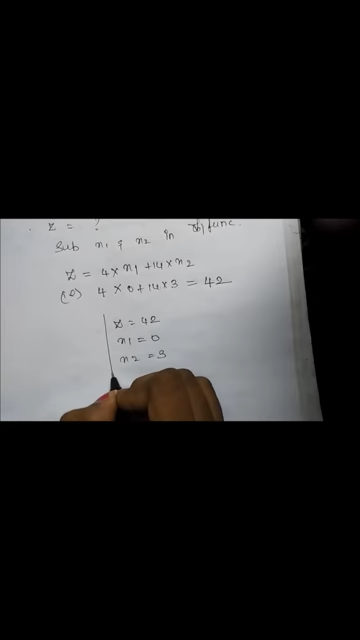 . Z = ?
Sub x1 & x2 in obj func.
Z = 4 × x1 + 14 × x2
(ie) 4 × 0 + 14 × 3 = 42
Z = 42
x1 = 0
x2 = 3